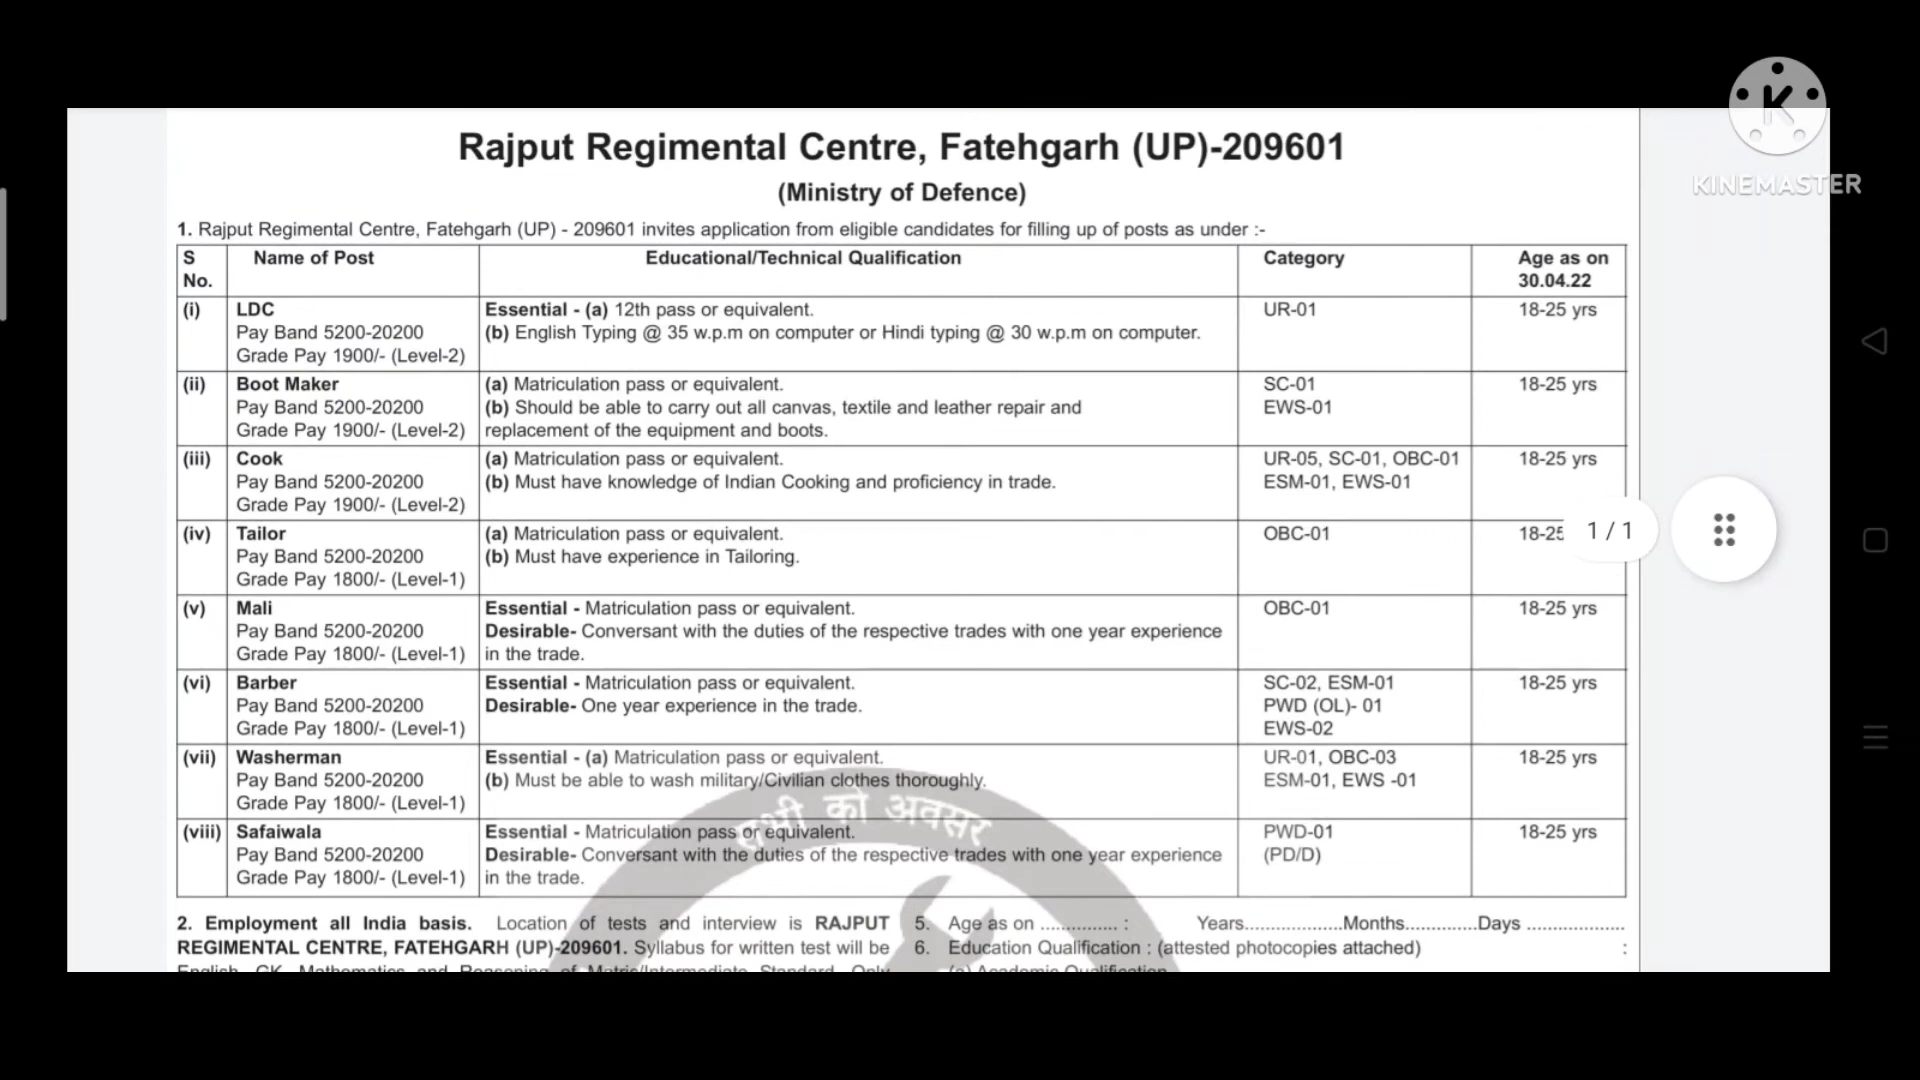 KINEMASTER
Rajput Regimental Centre, Fatehgarh (UP)-209601
(Ministry of Defence)
1. Rajput Regimental Centre, Fatehgarh (UP) - 209601 invites application from eligible candidates for filling up of posts as under :-
S No. Name of Post Educational/Technical Qualification Category Age as on 30.04.22
(i) LDC Essential - (a) 12th pass or equivalent. UR-01 18-25 yrs
Pay Band 5200-20200 (b) English Typing @ 35 w.p.m on computer or Hindi typing @ 30 w.p.m on computer.
Grade Pay 1900/- (Level-2)
(ii) Boot Maker (a) Matriculation pass or equivalent. SC-01 18-25 yrs
Pay Band 5200-20200 (b) Should be able to carry out all canvas, textile and leather repair and EWS-01
Grade Pay 1900/- (Level-2) replacement of the equipment and boots.
(iii) Cook (a) Matriculation pass or equivalent. UR-05, SC-01, OBC-01 18-25 yrs
Pay Band 5200-20200 (b) Must have knowledge of Indian Cooking and proficiency in trade. ESM-01, EWS-01
Grade Pay 1900/- (Level-2)
(iv) Tailor (a) Matriculation pass or equivalent. OBC-01 18-25 1 / 1
Pay Band 5200-20200 (b) Must have experience in Tailoring.
Grade Pay 1800/- (Level-1)
(v) Mali Essential - Matriculation pass or equivalent. OBC-01 18-25 yrs
Pay Band 5200-20200 Desirable- Conversant with the duties of the respective trades with one year experience
Grade Pay 1800/- (Level-1) in the trade.
(vi) Barber Essential - Matriculation pass or equivalent. SC-02, ESM-01 18-25 yrs
Pay Band 5200-20200 Desirable- One year experience in the trade. PWD (OL)- 01
Grade Pay 1800/- (Level-1) EWS-02
(vii) Washerman Essential - (a) Matriculation pass or equivalent. UR-01, OBC-03 18-25 yrs
Pay Band 5200-20200 (b) Must be able to wash military/Civilian clothes thoroughly. ESM-01, EWS -01
Grade Pay 1800/- (Level-1)
सभी को अवसर
(viii) Safaiwala Essential - Matriculation pass or equivalent. PWD-01 18-25 yrs
Pay Band 5200-20200 Desirable- Conversant with the duties of the respective trades with one year experience (PD/D)
Grade Pay 1800/- (Level-1) in the trade.
2. Employment all India basis. Location of tests and interview is RAJPUT
REGIMENTAL CENTRE, FATEHGARH (UP)-209601. Syllabus for written test will be
English, GK, Mathematics and Reasoning of Matric/Intermediate Standard. Only
5. Age as on ............... : Years...................Months.............Days ...................
6. Education Qualification : (attested photocopies attached) :
(a) Academic Qualification